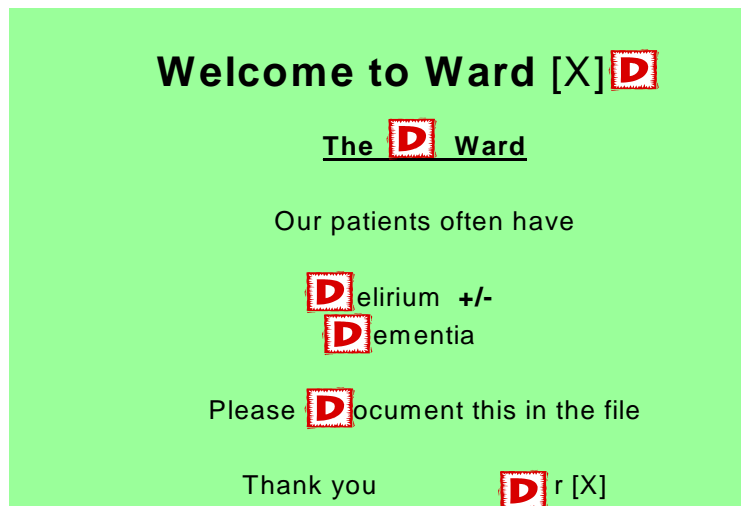 Welcome to Ward [X]D
The D Ward
Our patients often have
Delirium +/-
Dementia
Please Document this in the file
Thank you Dr [X]